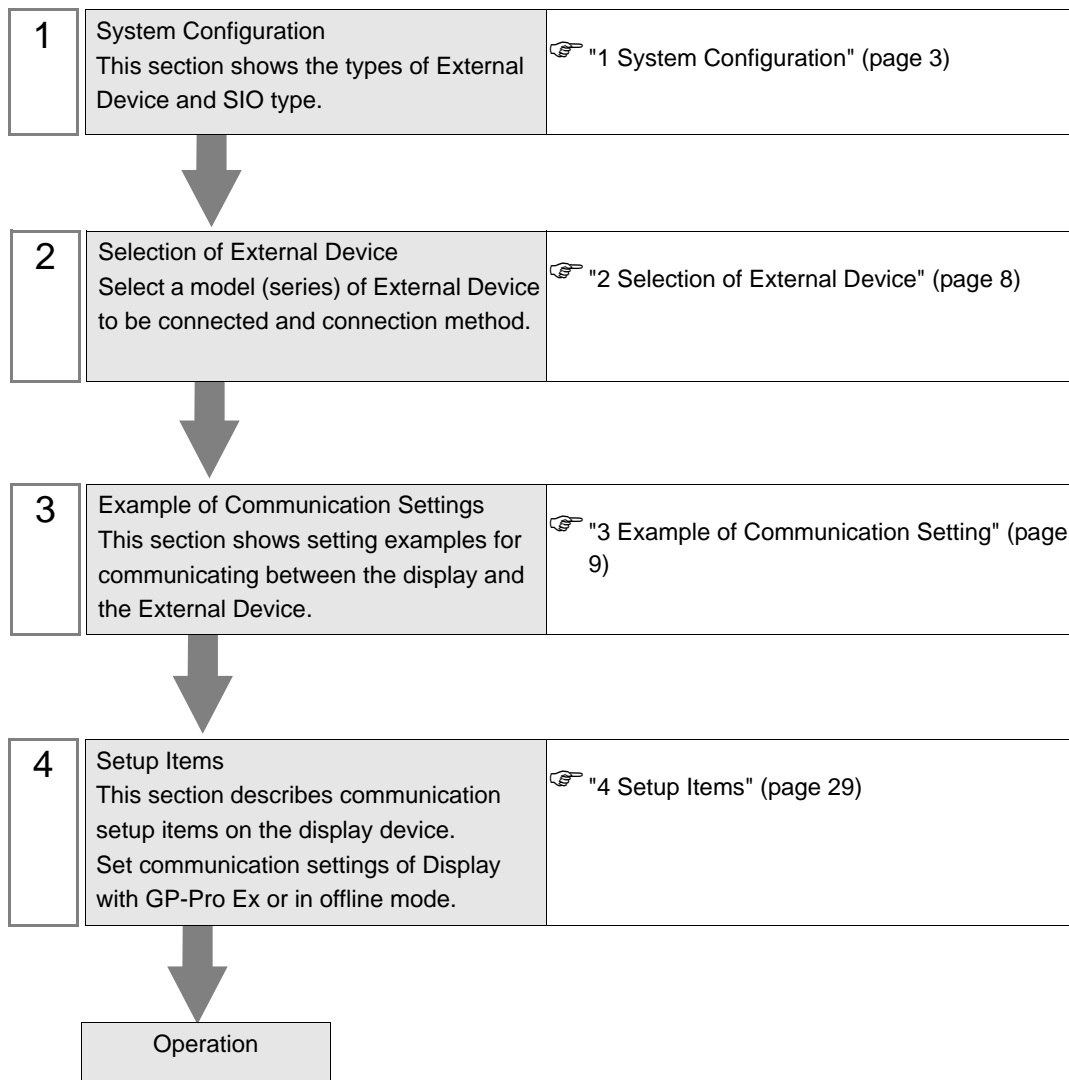 1
System Configuration
This section shows the types of External
Device and SIO type.
"1 System Configuration" (page 3)
2
Selection of External Device
Select a model (series) of External Device
to be connected and connection method.
"2 Selection of External Device" (page 8)
3
Example of Communication Settings
This section shows setting examples for
communicating between the display and
the External Device.
"3 Example of Communication Setting" (page
9)
4
Setup Items
This section describes communication
setup items on the display device.
Set communication settings of Display
with GP-Pro Ex or in offline mode.
"4 Setup Items" (page 29)
Operation